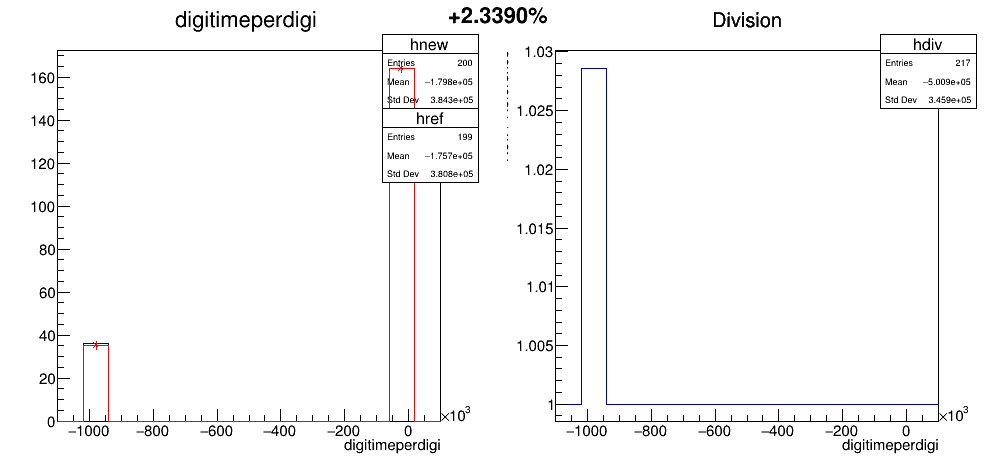 digitimeperdigi
+2.3390%
Division
hnew
Entries 200
Mean −1.798e+05
Std Dev 3.843e+05
href
Entries 199
Mean −1.757e+05
Std Dev 3.808e+05
160
140
120
100
80
60
40
20
0
−1000 −800 −600 −400 −200 0
×10³
digitimeperdigi
hdiv
Entries 217
Mean −5.009e+05
Std Dev 3.459e+05
1.03
1.025
1.02
1.015
1.01
1.005
1
−1000 −800 −600 −400 −200 0
×10³
digitimeperdigi